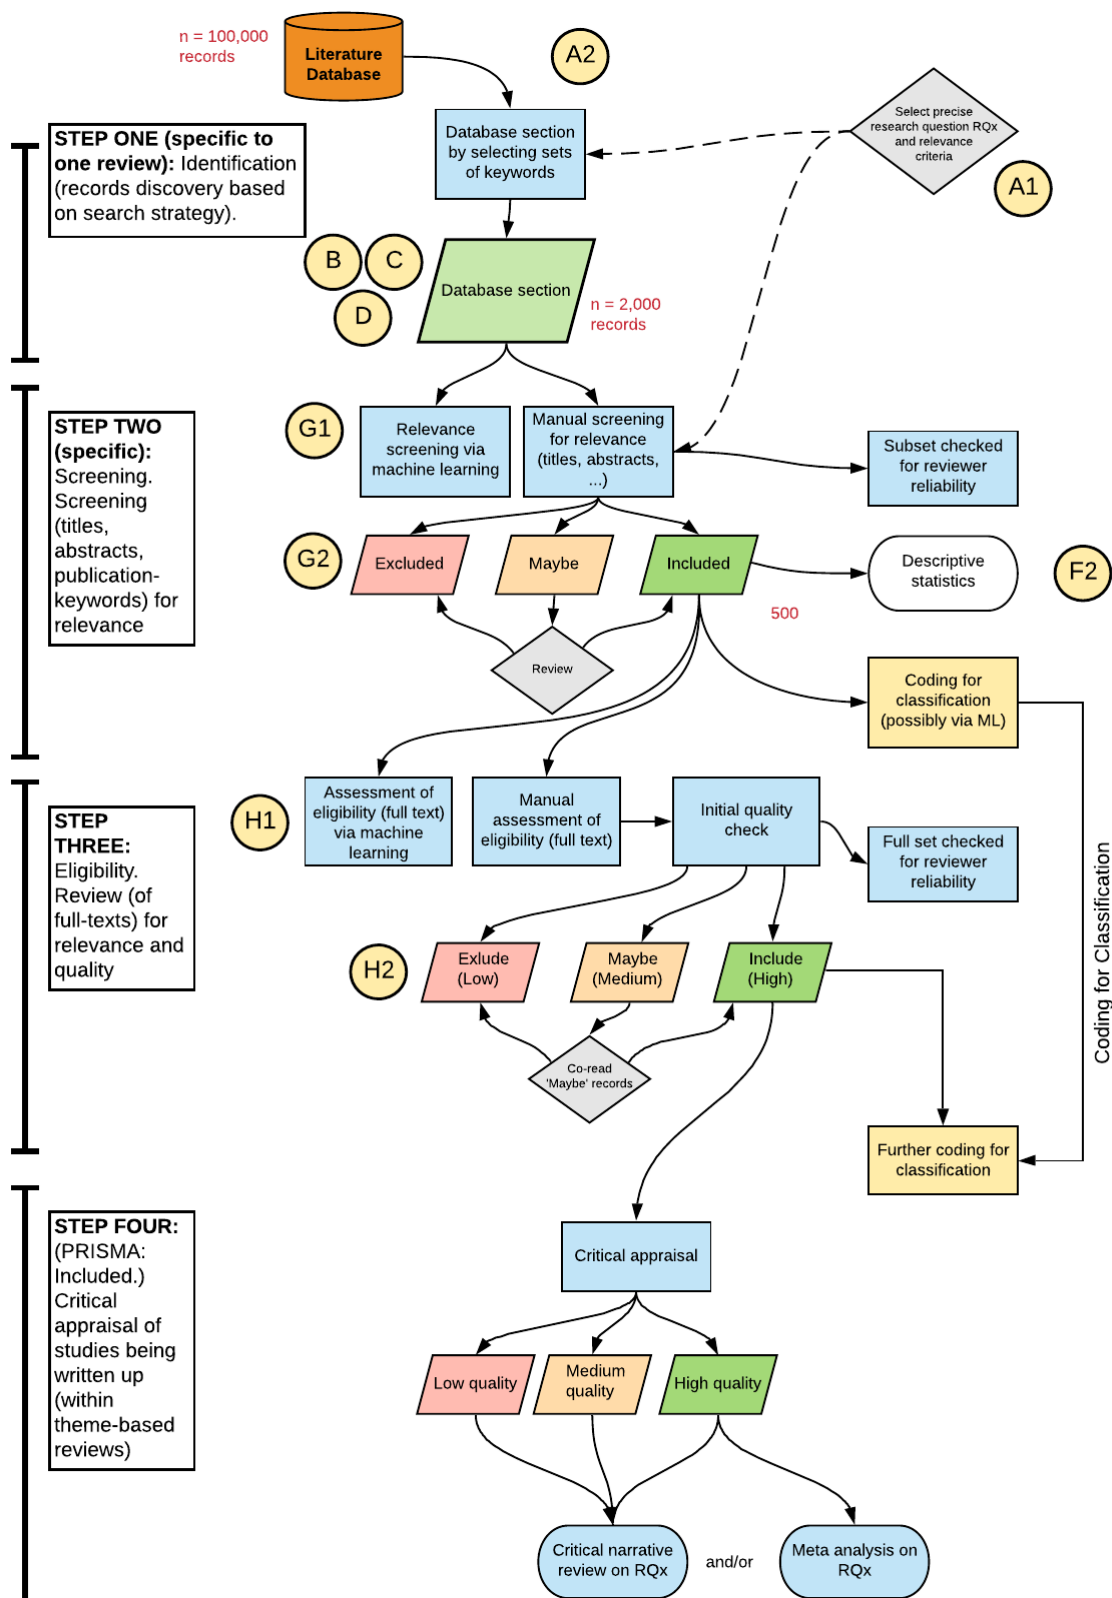 n = 100,000
records
Literature
Database
A2
Select precise
research question RQx
and relevance
criteria
A1
STEP ONE (specific to
one review): Identification
(records discovery based
on search strategy).
Database section
by selecting sets
of keywords
B
C
D
Database section
n = 2,000
records
STEP TWO
(specific):
Screening.
Screening
(titles,
abstracts,
publication-
keywords) for
relevance
G1
Relevance
screening via
machine learning
Manual screening
for relevance
(titles, abstracts,
...)
Subset checked
for reviewer
reliability
G2
Excluded
Maybe
Included
Descriptive
statistics
F2
500
Review
Coding for
classification
(possibly via ML)
STEP
THREE:
Eligibility.
Review (of
full-texts) for
relevance and
quality
H1
Assessment of
eligibility (full text)
via machine
learning
Manual
assessment of
eligibility (full text)
Initial quality
check
Full set checked
for reviewer
reliability
Coding for Classification
H2
Exlude
(Low)
Maybe
(Medium)
Include
(High)
Co-read
'Maybe' records
Further coding for
classification
STEP FOUR:
(PRISMA:
Included.)
Critical
appraisal of
studies being
written up
(within
theme-based
reviews)
Critical appraisal
Low quality
Medium
quality
High quality
Critical narrative
review on RQx
and/or
Meta analysis on
RQx